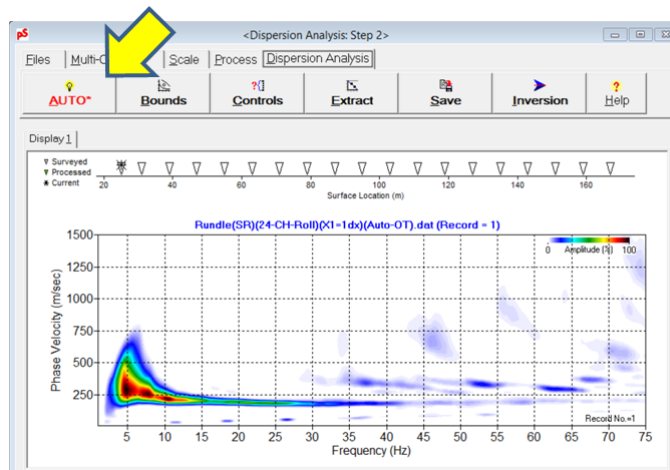 pS <Dispersion Analysis: Step 2>
Files Scale Process Dispersion Analysis
AUTO* Bounds Controls Extract Save Inversion Help
Display 1
Surveyed
Processed
Current
20 40 60 80 100 120 140 160
Surface Location (m)
Rundle(SR)(24-CH-Roll)(X1=1dx)(Auto-OT).dat (Record = 1)
0 Amplitude (%) 100
1500
1250
1000
750
500
250
Phase Velocity (m/sec)
Record No.=1
5 10 15 20 25 30 35 40 45 50 55 60 65 70 75
Frequency (Hz)